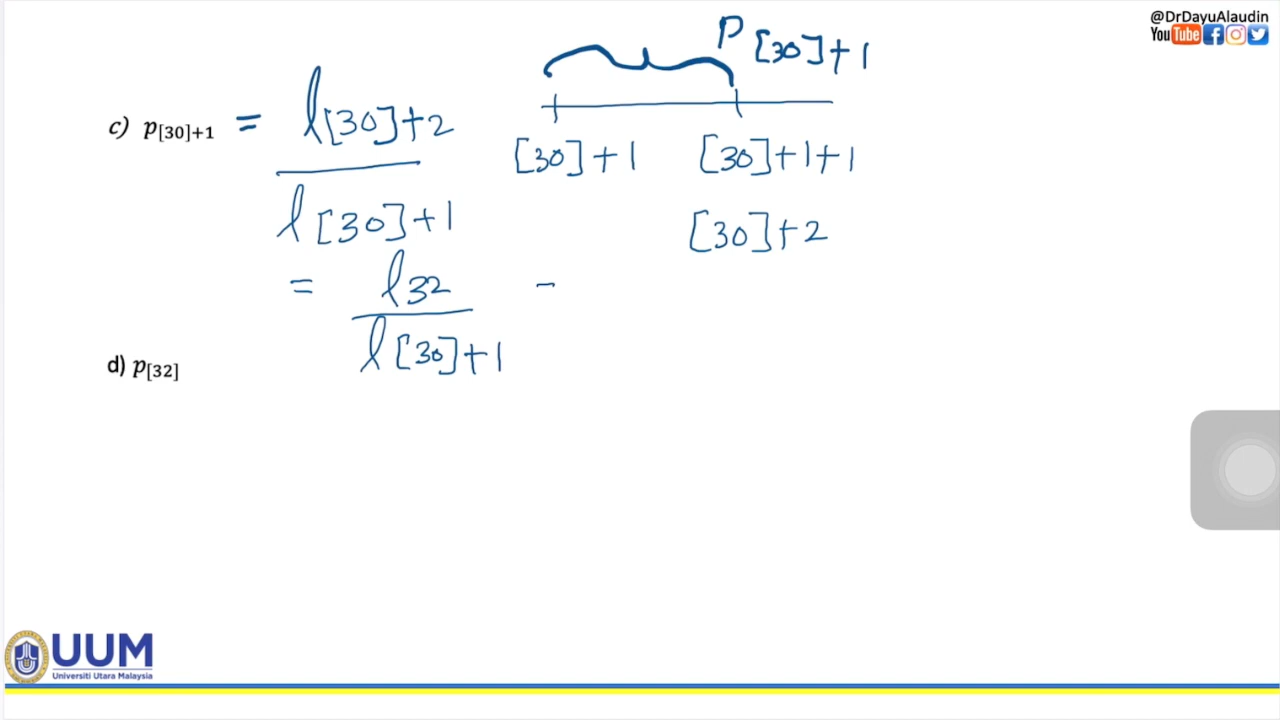 @DrDayuAlaudin
YouTube
P [30]+1
c) p[30]+1 = l[30]+2
l[30]+1
[30]+1 [30]+1+1
[30]+2
= l32 =
l[30]+1
d) p[32]
UUM
Universiti Utara Malaysia